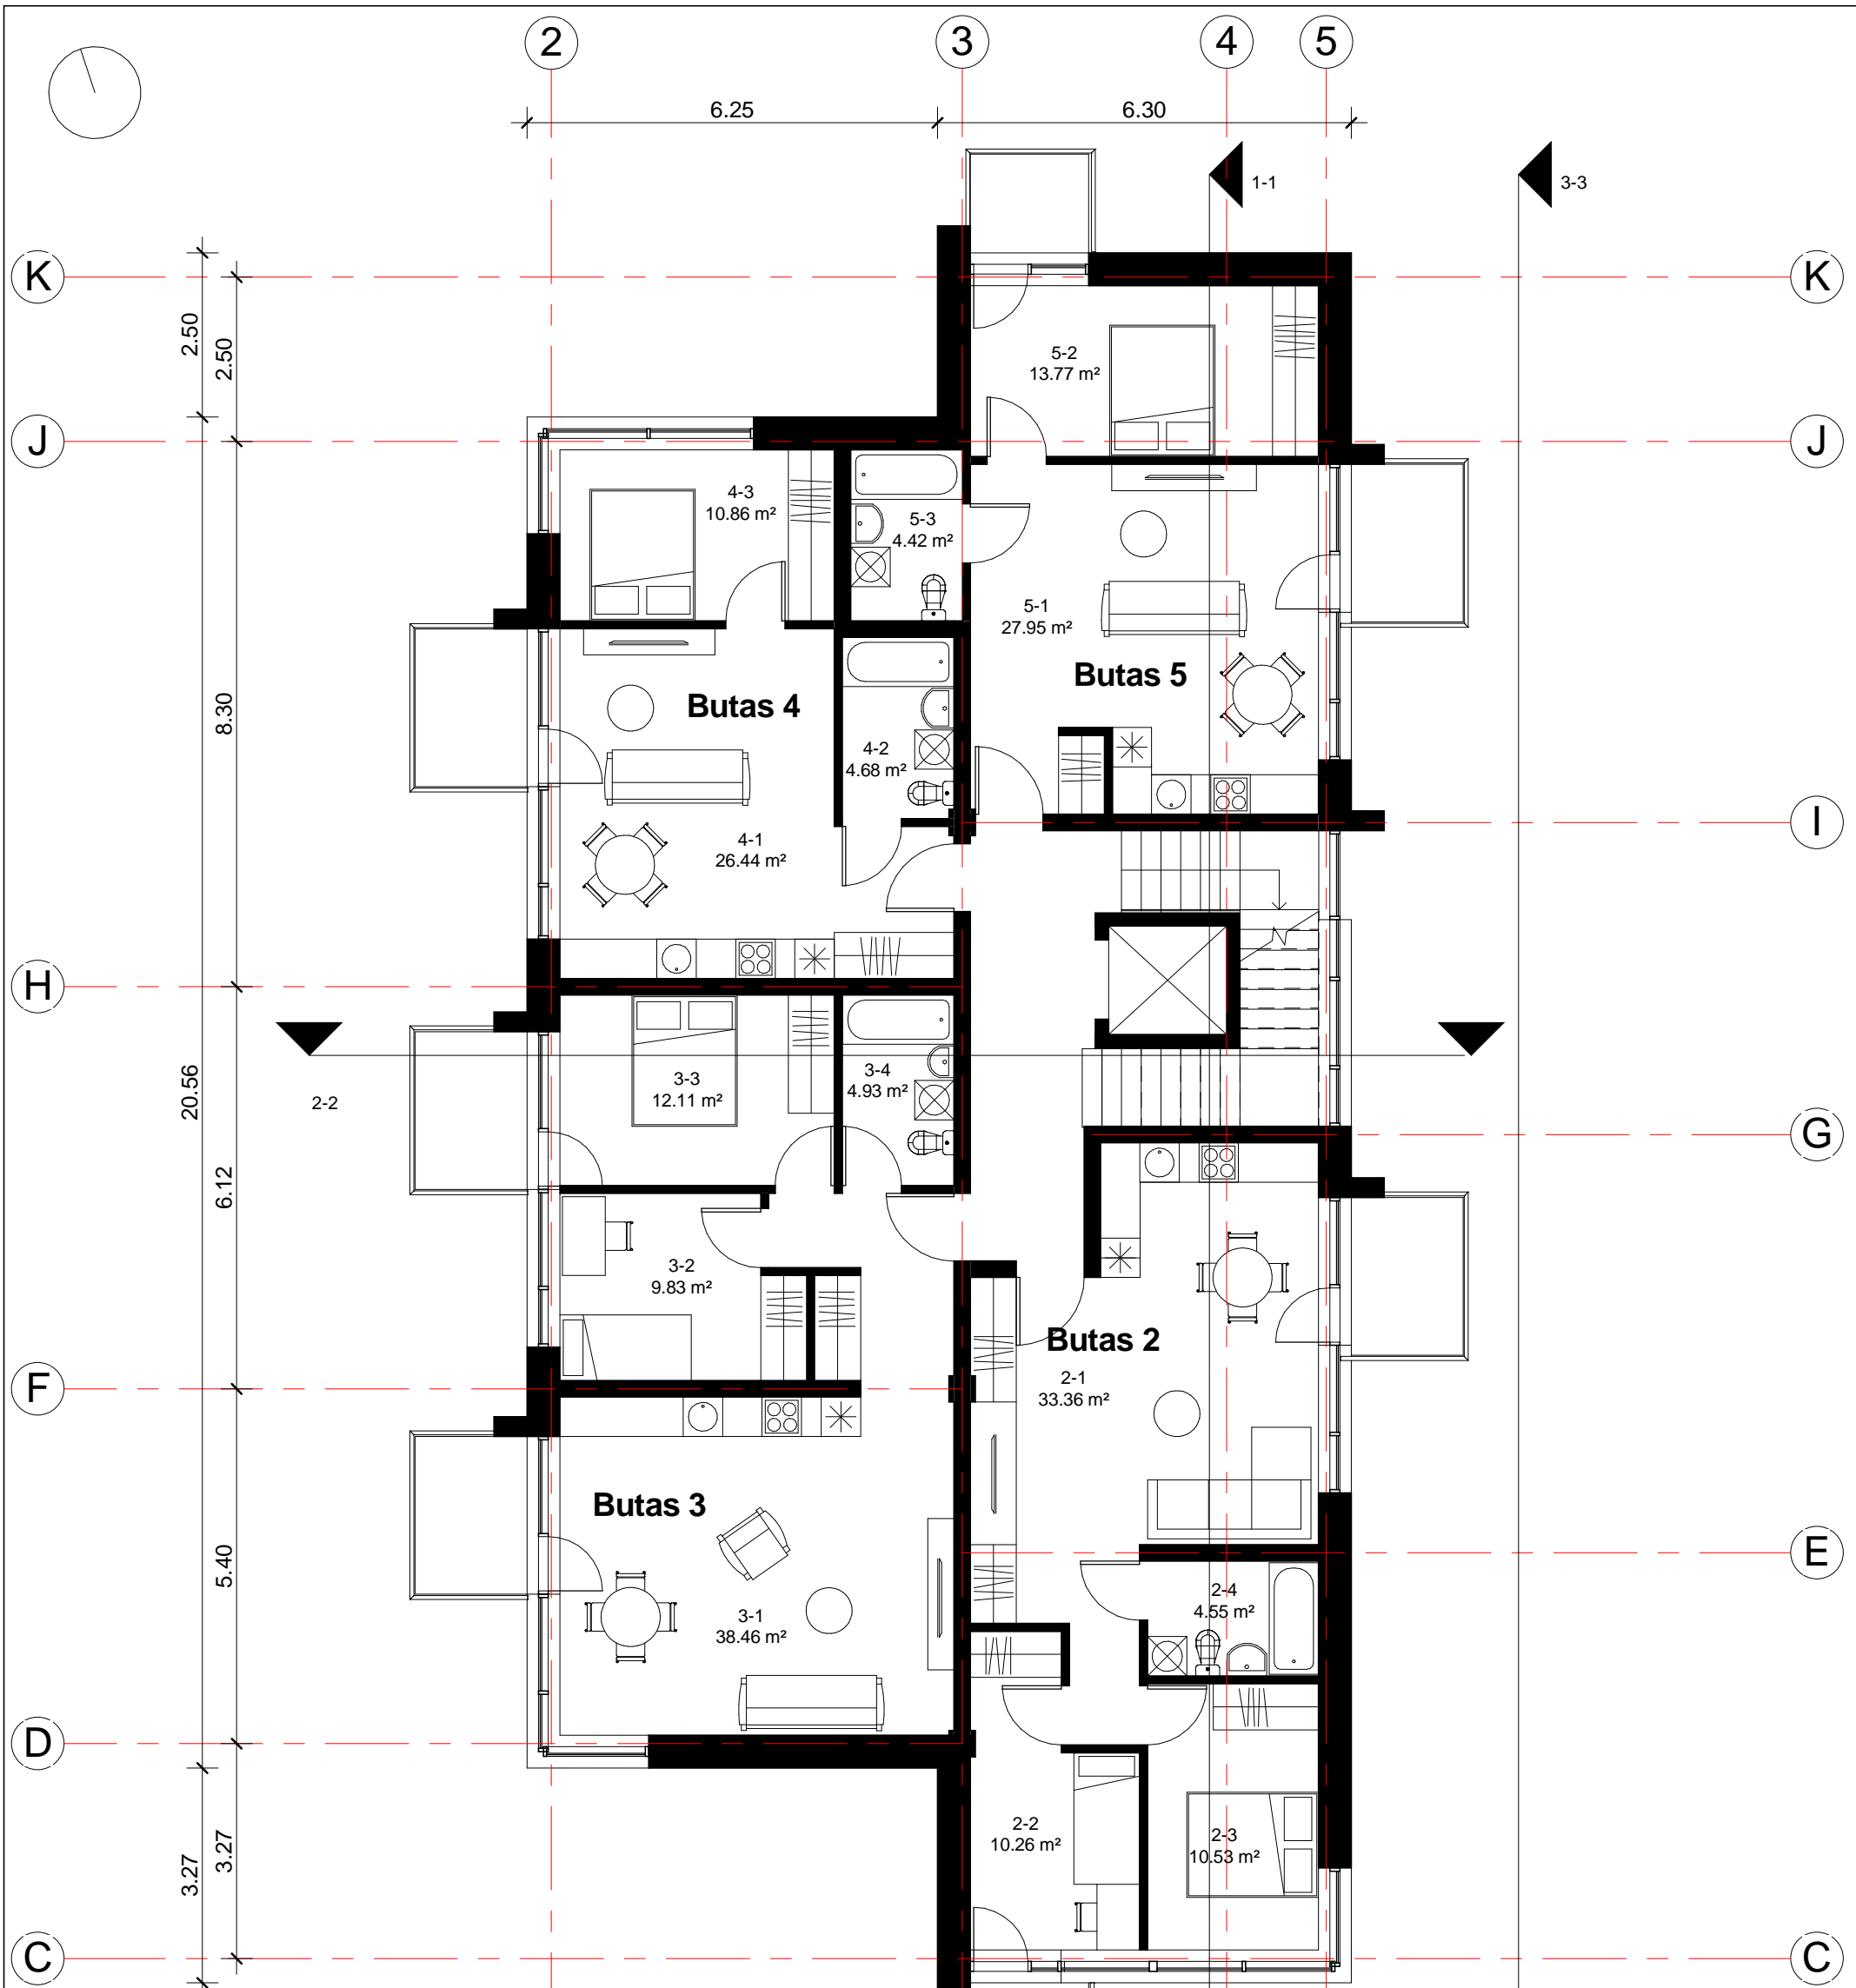 2
3
4
5
6.25
6.30
1-1
3-3
K
K
2.50
2.50
5-2
13.77 m²
J
J
4-3
10.86 m²
5-3
4.42 m²
5-1
27.95 m²
Butas 5
Butas 4
8.30
4-2
4.68 m²
I
4-1
26.44 m²
H
20.56
2-2
3-3
12.11 m²
3-4
4.93 m²
G
6.12
3-2
9.83 m²
Butas 2
2-1
33.36 m²
F
Butas 3
5.40
E
3-1
38.46 m²
2-4
4.55 m²
D
3.27
3.27
2-2
10.26 m²
2-3
10.53 m²
C
C